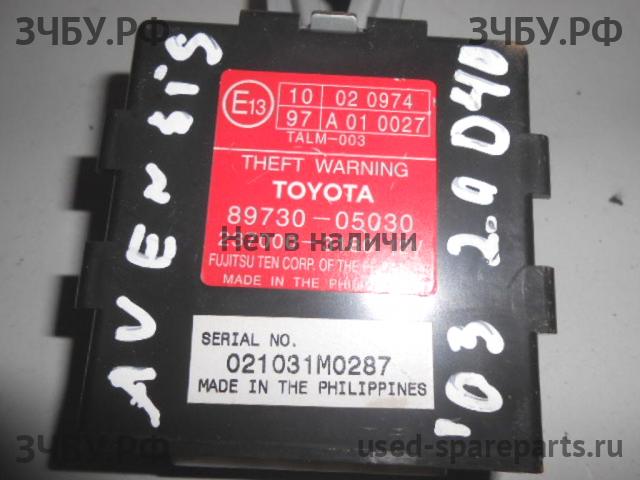 ЗЧБУ.РФ
ЗЧБУ.РФ
AVENSIS
E13
10 02 0974
97 A 01 0027
TALM-003
THEFT WARNING
TOYOTA
89730-05030
Нет в наличии
FUJITSU TEN CORP. OF THE
MADE IN THE
SERIAL NO.
021031M0287
MADE IN THE PHILIPPINES
'03 2.0 D4D
ЗЧБУ.РФ
used-spareparts.ru